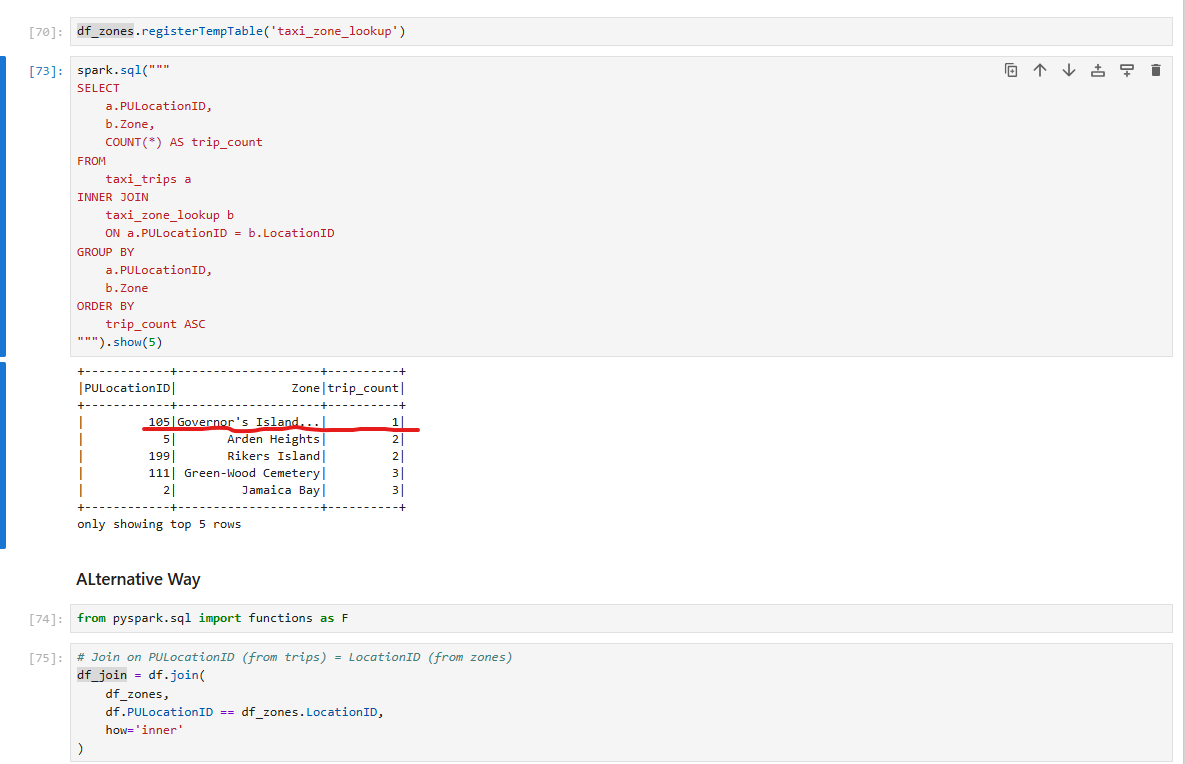 [70]: df_zones.registerTempTable('taxi_zone_lookup')
[73]: spark.sql("""
SELECT
    a.PULocationID,
    b.Zone,
    COUNT(*) AS trip_count
FROM
    taxi_trips a
INNER JOIN
    taxi_zone_lookup b
    ON a.PULocationID = b.LocationID
GROUP BY
    a.PULocationID,
    b.Zone
ORDER BY
    trip_count ASC
""").show(5)
+------------+--------------------+----------+
|PULocationID|                Zone|trip_count|
+------------+--------------------+----------+
|         105|Governor's Island...|         1|
|           5|       Arden Heights|         2|
|         199|       Rikers Island|         2|
|         111| Green-Wood Cemetery|         3|
|           2|         Jamaica Bay|         3|
+------------+--------------------+----------+
only showing top 5 rows
ALternative Way
[74]: from pyspark.sql import functions as F
[75]: # Join on PULocationID (from trips) = LocationID (from zones)
df_join = df.join(
    df_zones,
    df.PULocationID == df_zones.LocationID,
    how='inner'
)